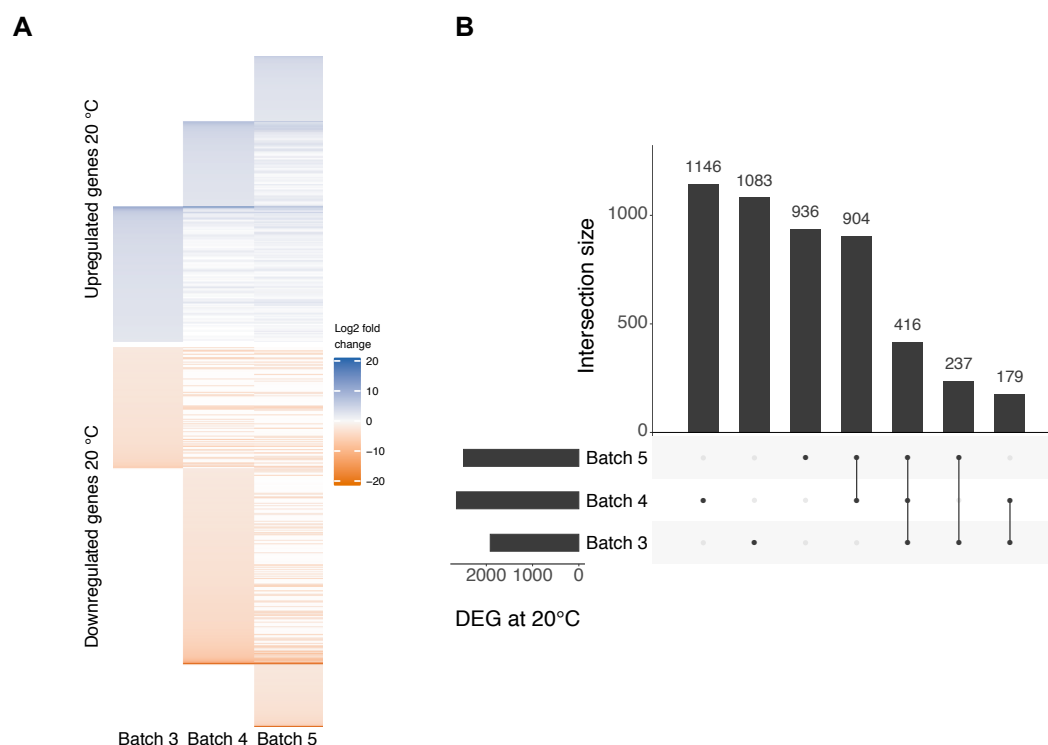 A
B
Upregulated genes 20 °C
Downregulated genes 20 °C
Log2 fold
change
20
10
0
−10
−20
Batch 3 Batch 4 Batch 5
Intersection size
1000
500
0
1146
1083
936
904
416
237
179
Batch 5
Batch 4
Batch 3
2000 1000 0
DEG at 20°C